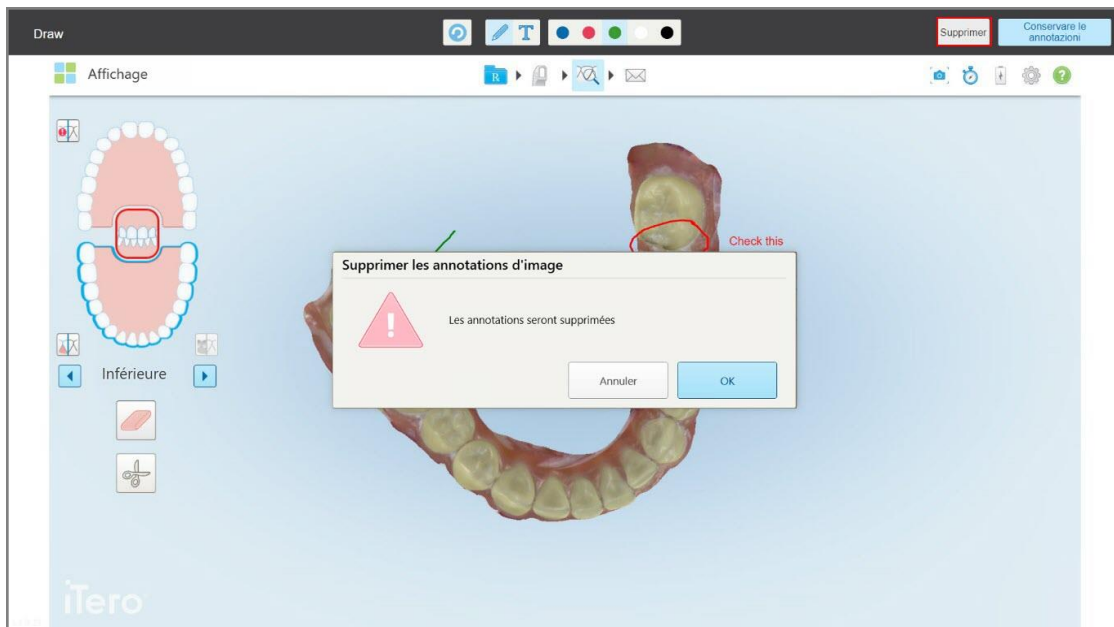 Draw
T
Supprimer
Conservare le
annotazioni
Affichage
R
Check this
Supprimer les annotations d'image
Les annotations seront supprimées
Annuler
OK
Inférieure
iTero